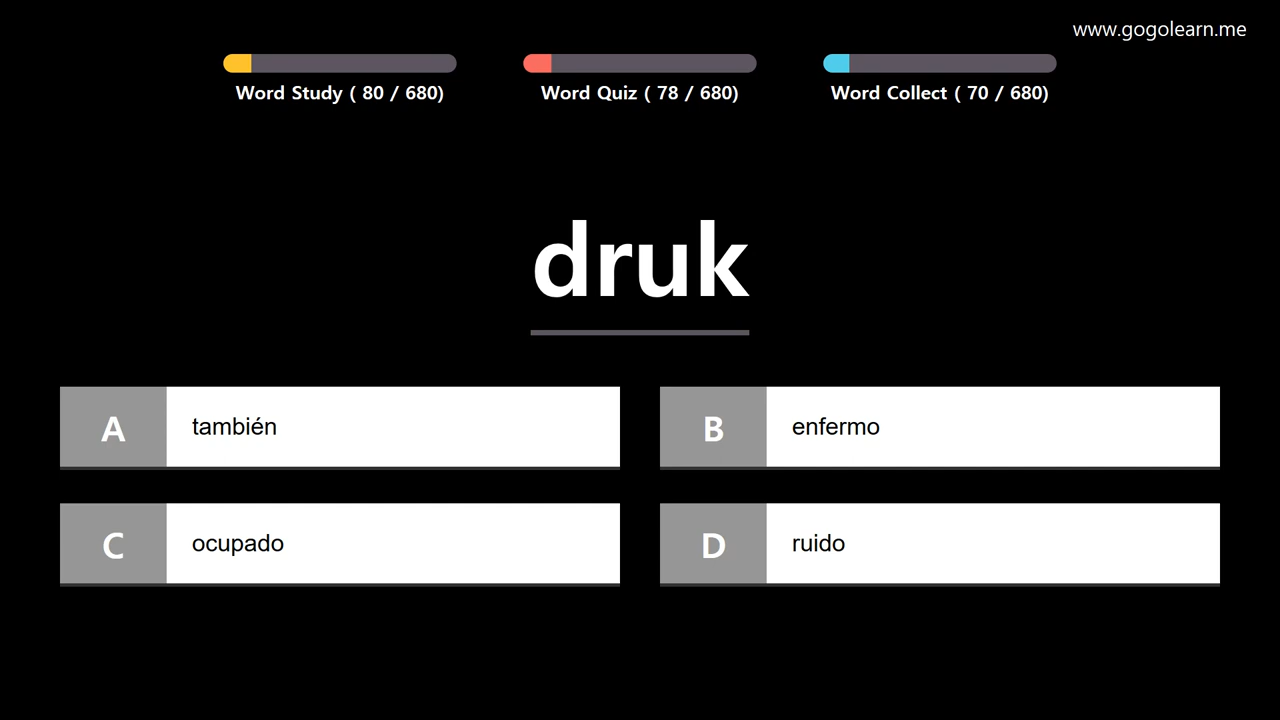 www.gogolearn.me
Word Study ( 80 / 680)
Word Quiz ( 78 / 680)
Word Collect ( 70 / 680)
druk
A también
B enfermo
C ocupado
D ruido